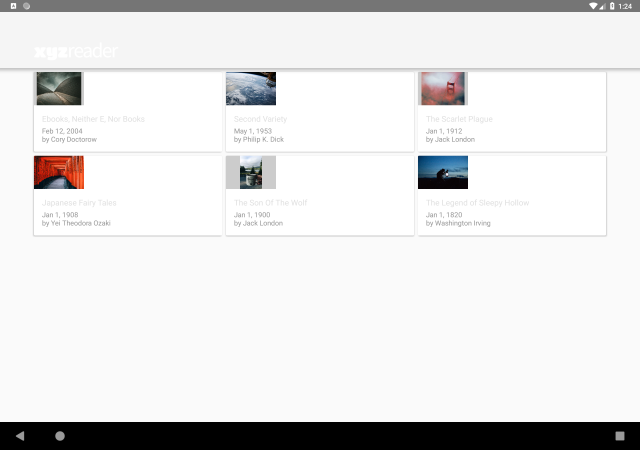 1:24
xyzreader
Ebooks, Neither E, Nor Books
Feb 12, 2004
by Cory Doctorow
Second Variety
May 1, 1953
by Philip K. Dick
The Scarlet Plague
Jan 1, 1912
by Jack London
Japanese Fairy Tales
Jan 1, 1908
by Yei Theodora Ozaki
The Son Of The Wolf
Jan 1, 1900
by Jack London
The Legend of Sleepy Hollow
Jan 1, 1820
by Washington Irving